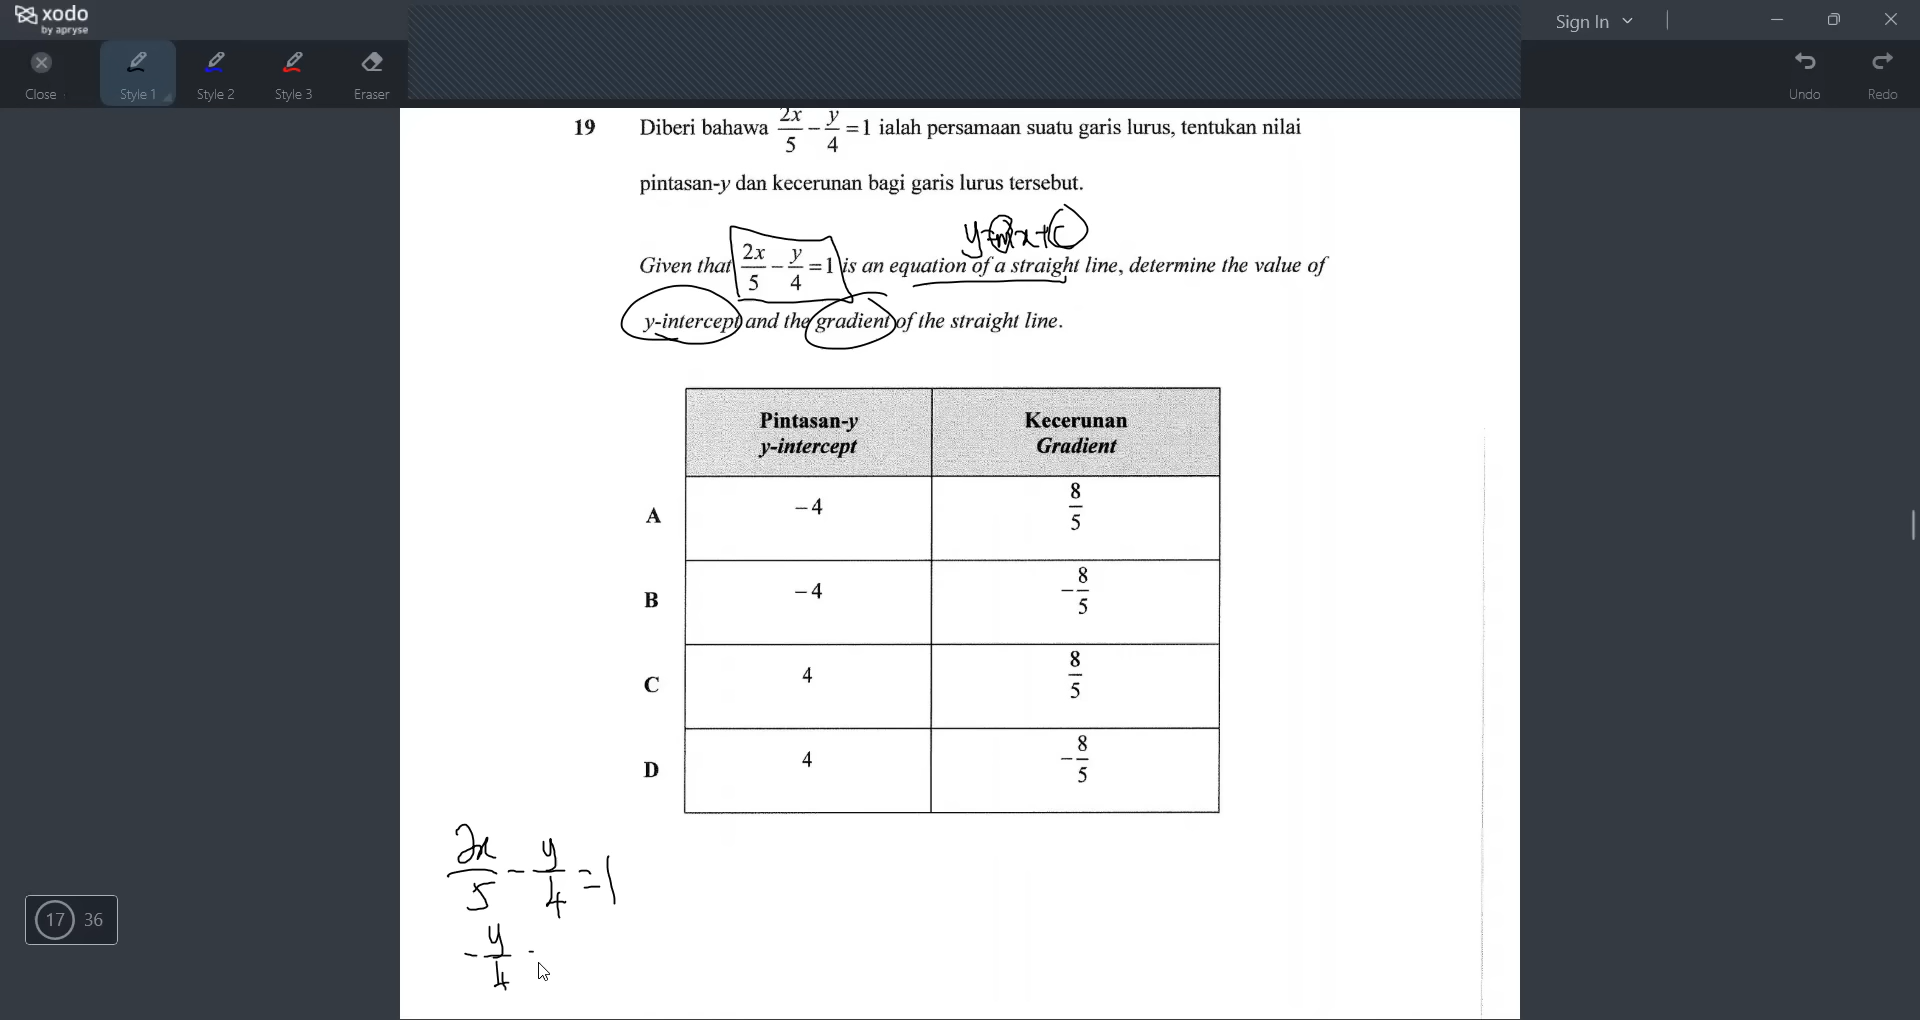 xodo
by apryse
Sign In
Close
Style 1
Style 2
Style 3
Eraser
Undo
Redo
19 Diberi bahawa 2x/5 − y/4 = 1 ialah persamaan suatu garis lurus, tentukan nilai
pintasan-y dan kecerunan bagi garis lurus tersebut.
y=mx+c
Given that 2x/5 − y/4 = 1 is an equation of a straight line, determine the value of
y-intercept and the gradient of the straight line.
Pintasan-y Kecerunan
y-intercept Gradient
A − 4 8/5
B − 4 −8/5
C 4 8/5
D 4 −8/5
2x/5 − y/4 = 1
−y/4 =
17 36